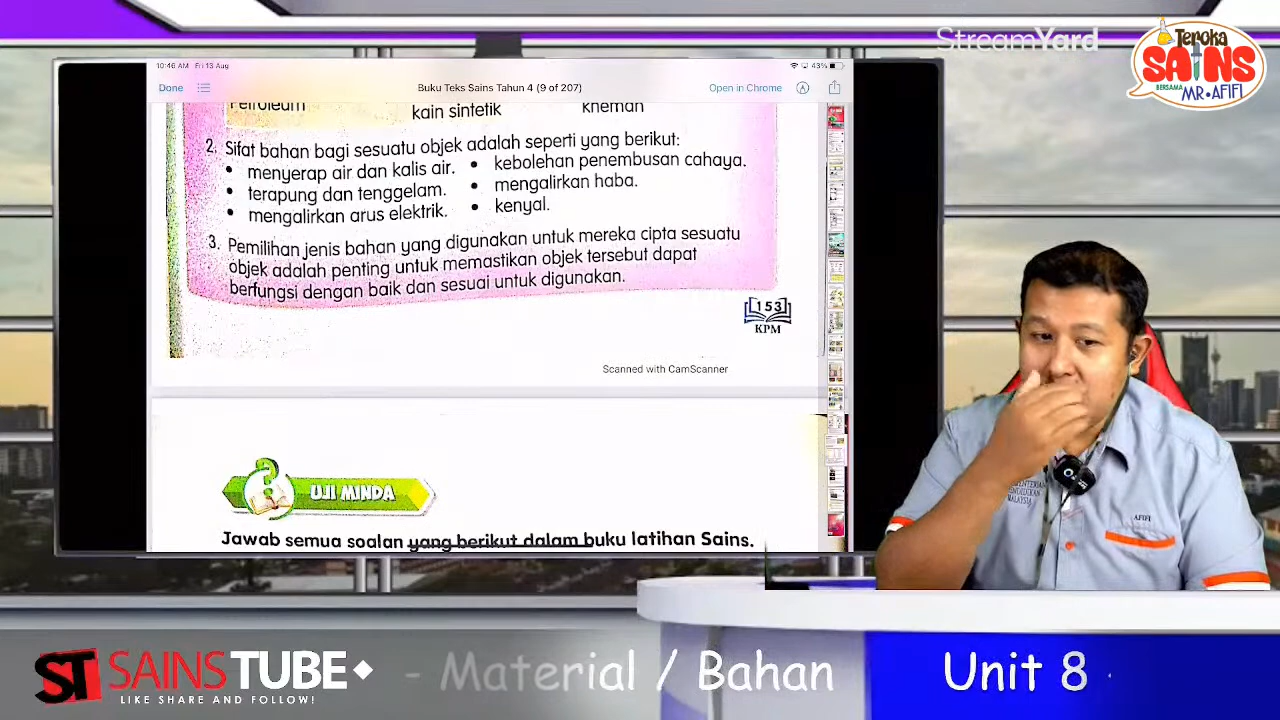 StreamYard
Teroka
SAINS
BERSAMA
MR•AFIFI
10:46 AM Fri 13 Aug
43%
Done
Buku Teks Sains Tahun 4 (9 of 207)
Open in Chrome
Petroleum
kain sintetik
khemah
2. Sifat bahan bagi sesuatu objek adalah seperti yang berikut:
• menyerap air dan kalis air. • kebolehan penembusan cahaya.
• terapung dan tenggelam. • mengalirkan haba.
• mengalirkan arus elektrik. • kenyal.
3. Pemilihan jenis bahan yang digunakan untuk mereka cipta sesuatu
objek adalah penting untuk memastikan objek tersebut dapat
berfungsi dengan baik dan sesuai untuk digunakan.
153
KPM
Scanned with CamScanner
UJI MINDA
Jawab semua soalan yang berikut dalam buku latihan Sains.
KEMENTERIAN
PENDIDIKAN
MALAYSIA
AFIFI
ST SAINSTUBE
LIKE SHARE AND FOLLOW!
- Material / Bahan Unit 8